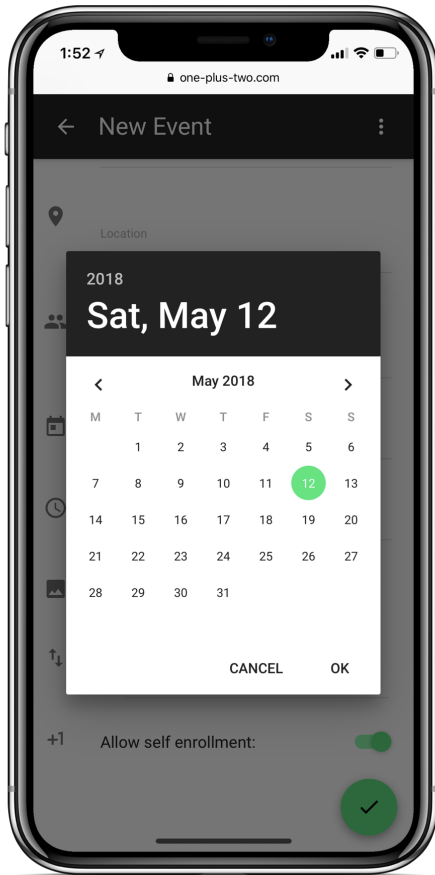 1:52
one-plus-two.com
New Event
Location
2018
Sat, May 12
May 2018
M T W T F S S
1 2 3 4 5 6
7 8 9 10 11 12 13
14 15 16 17 18 19 20
21 22 23 24 25 26 27
28 29 30 31
CANCEL OK
+1 Allow self enrollment: